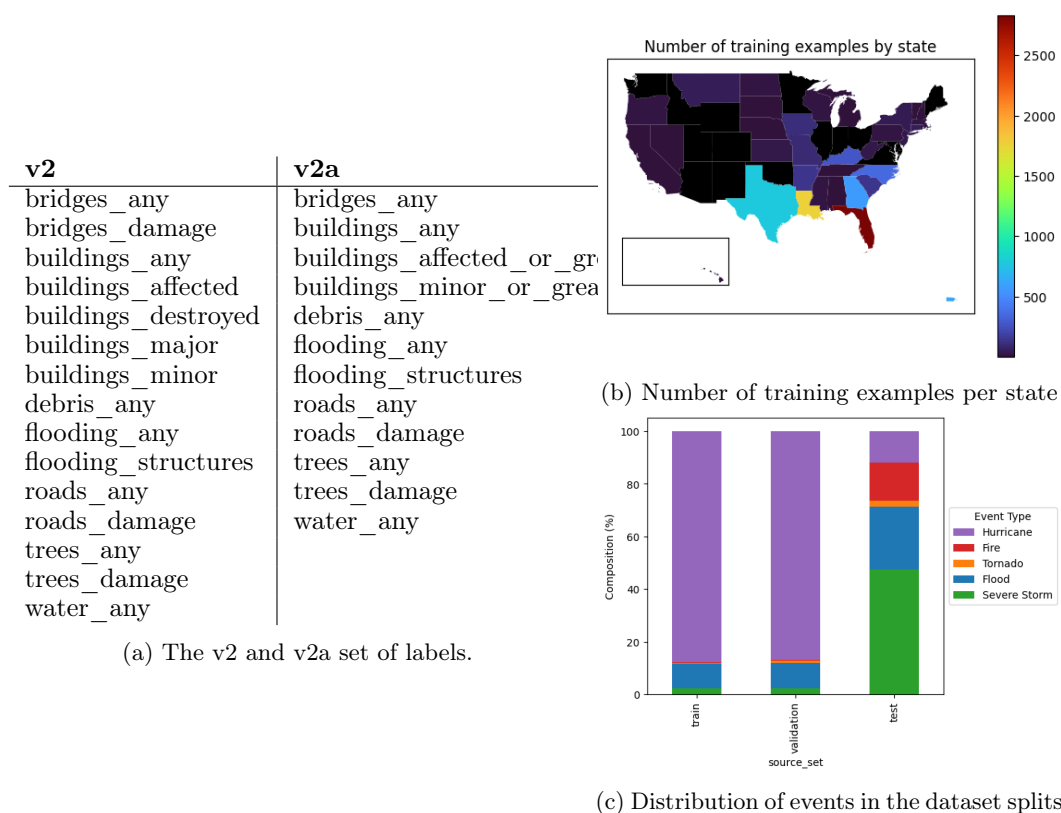 v2 v2a
bridges_any bridges_any
bridges_damage buildings_any
buildings_any buildings_affected_or_gre
buildings_affected buildings_minor_or_grea
buildings_destroyed debris_any
buildings_major flooding_any
buildings_minor flooding_structures
debris_any roads_any
flooding_any roads_damage
flooding_structures trees_any
roads_any trees_damage
roads_damage water_any
trees_any
trees_damage
water_any
(a) The v2 and v2a set of labels.
Number of training examples by state
2500
2000
1500
1000
500
(b) Number of training examples per state
100
80
60
40
20
0
Composition (%)
train
validation
test
source_set
Event Type
Hurricane
Fire
Tornado
Flood
Severe Storm
(c) Distribution of events in the dataset splits